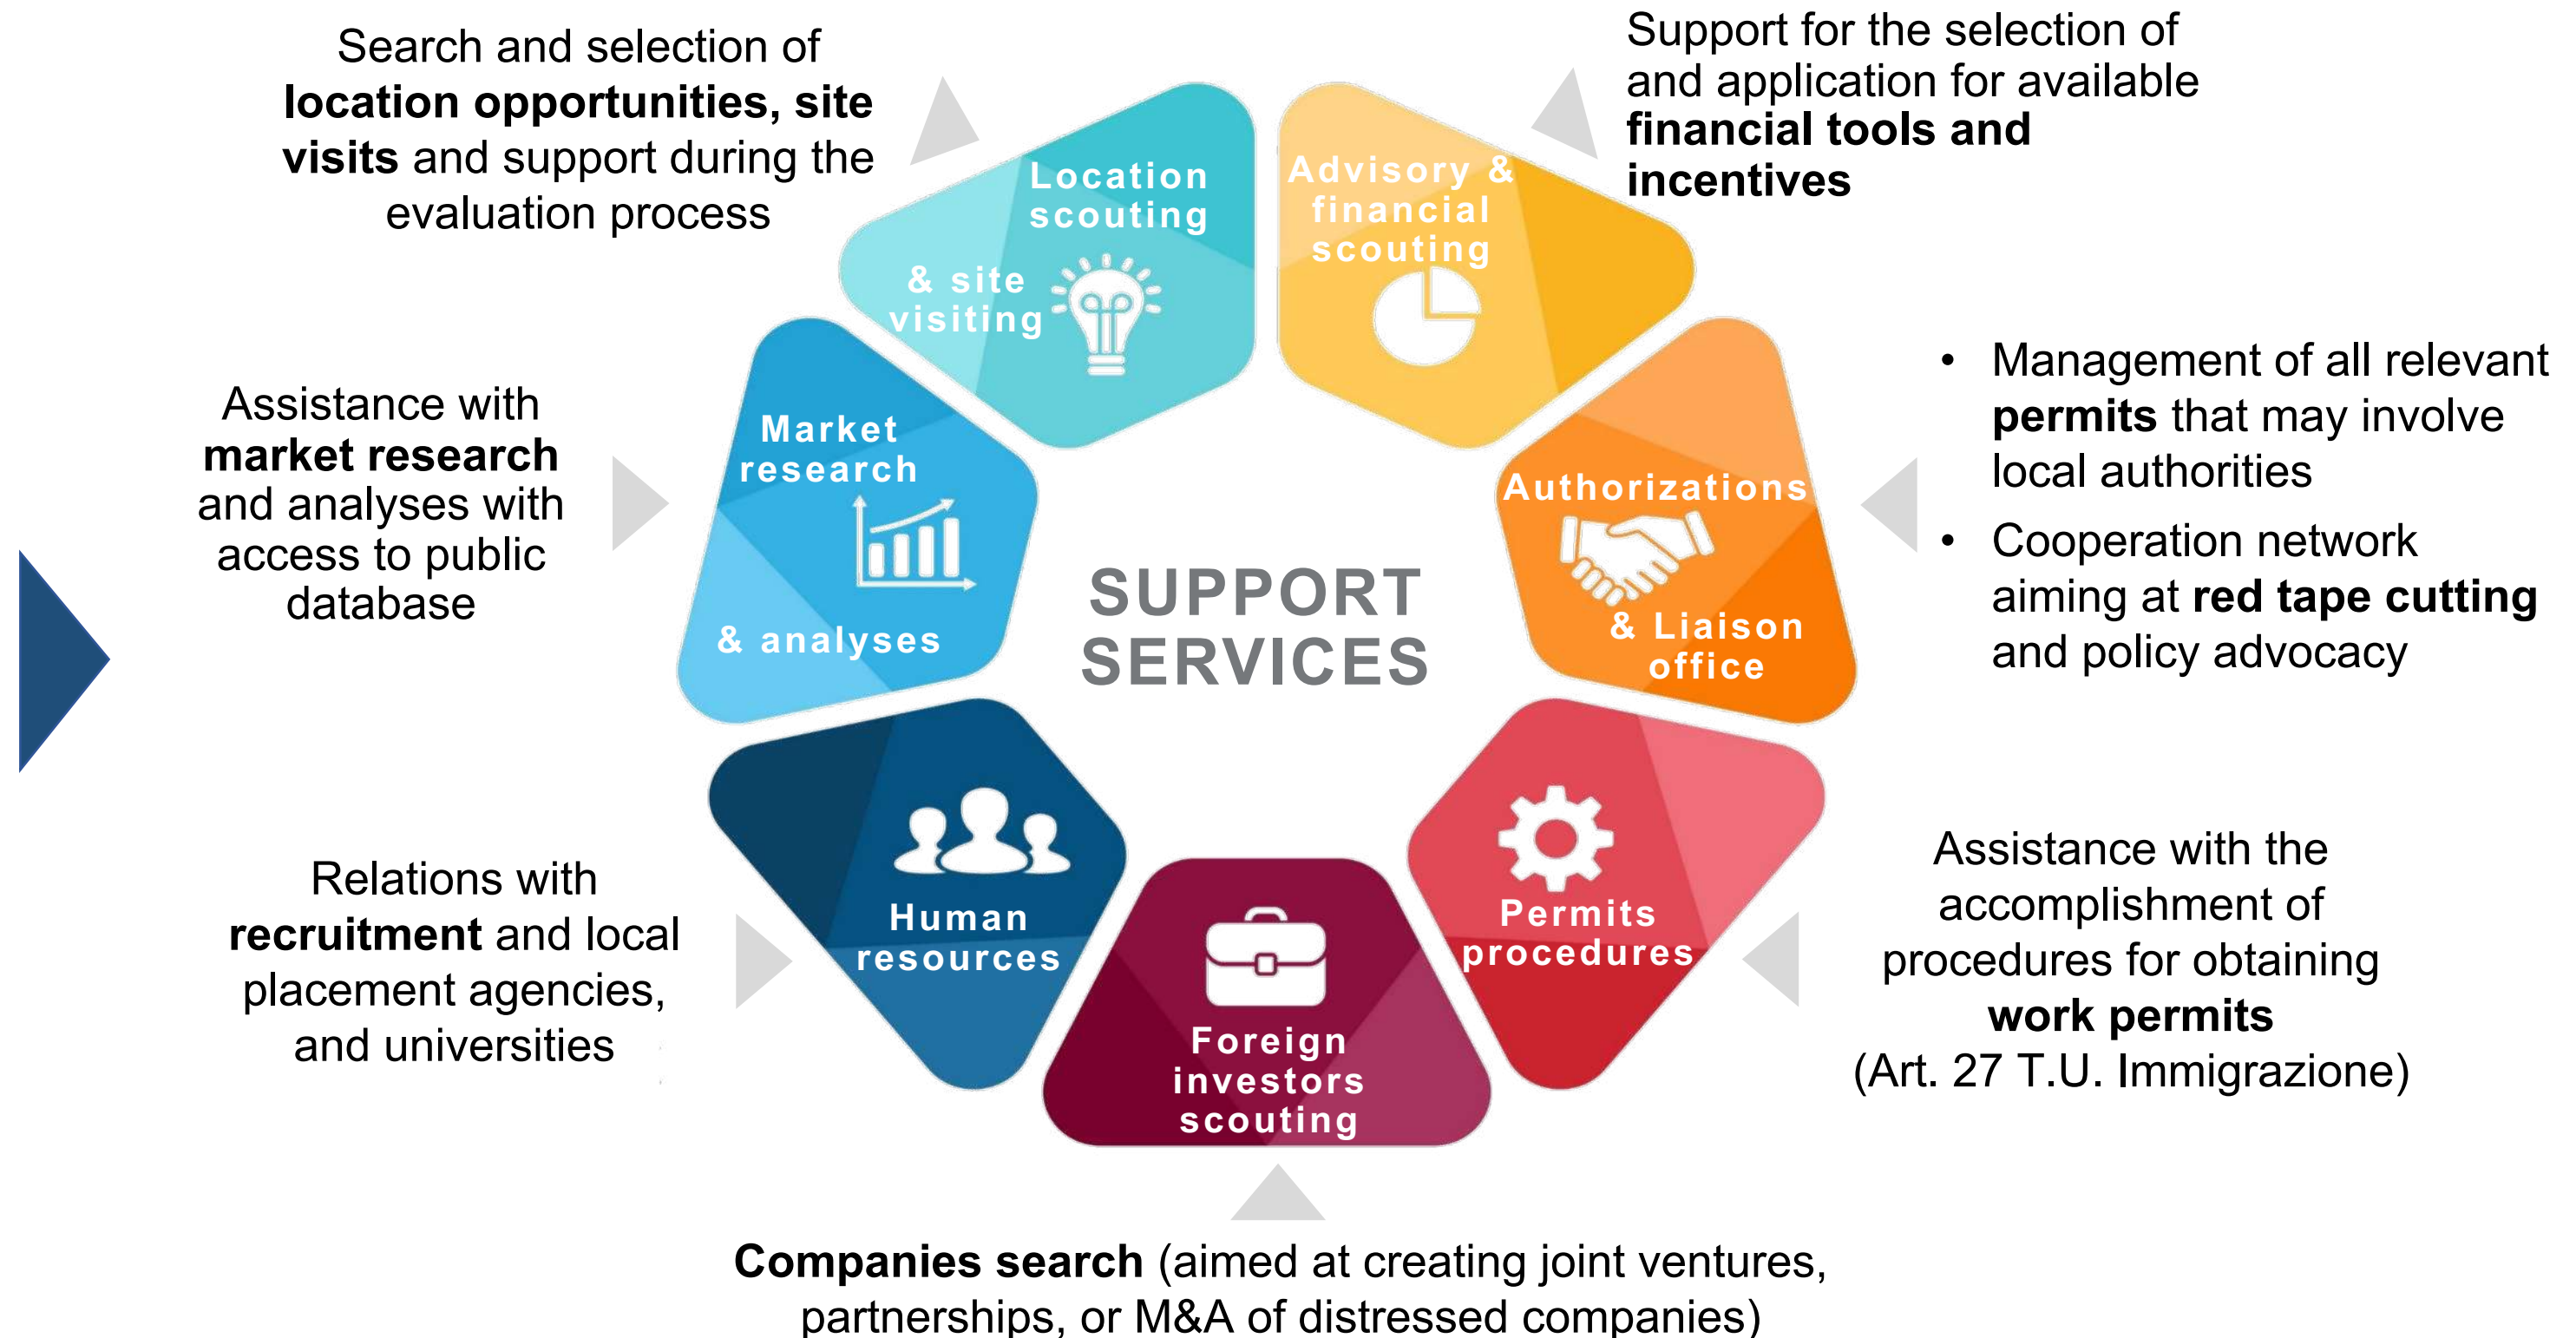 Search and selection of
location opportunities, site
visits and support during the
evaluation process
Support for the selection of
and application for available
financial tools and
incentives
Location
scouting
& site
visiting
Advisory &
financial
scouting
Assistance with
market research
and analyses with
access to public
database
Market
research
& analyses
SUPPORT
SERVICES
Authorizations
& Liaison
office
• Management of all relevant
permits that may involve
local authorities
• Cooperation network
aiming at red tape cutting
and policy advocacy
Relations with
recruitment and local
placement agencies,
and universities
Human
resources
Foreign
investors
scouting
Permits
procedures
Assistance with the
accomplishment of
procedures for obtaining
work permits
(Art. 27 T.U. Immigrazione)
Companies search (aimed at creating joint ventures,
partnerships, or M&A of distressed companies)